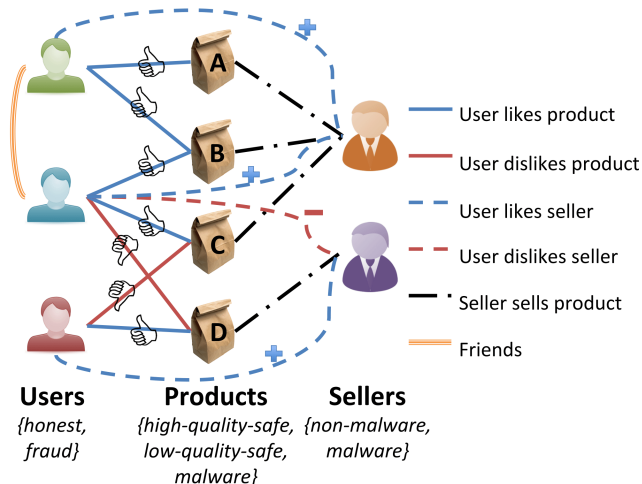 A
B
C
D
User likes product
User dislikes product
User likes seller
User dislikes seller
Seller sells product
Friends
Users
{honest,
fraud}
Products
{high-quality-safe,
low-quality-safe,
malware}
Sellers
{non-malware,
malware}